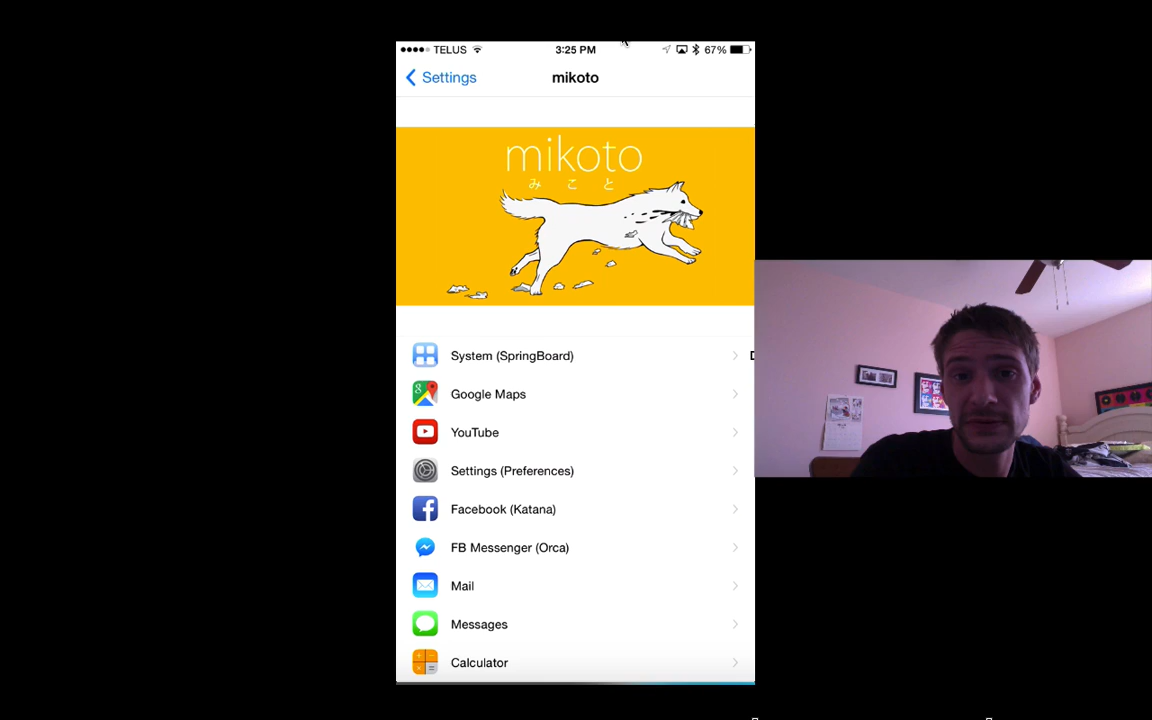 TELUS 3:25 PM 67%
Settings mikoto
mikoto
みこと
System (SpringBoard)
Google Maps
YouTube
Settings (Preferences)
Facebook (Katana)
FB Messenger (Orca)
Mail
Messages
Calculator